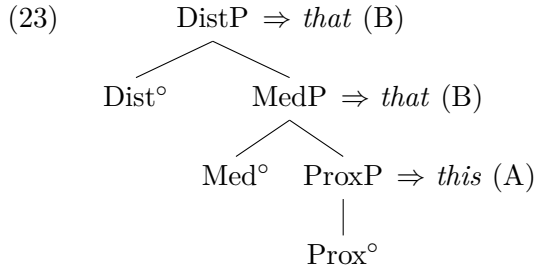 (23) DistP ⇒ that (B)
Dist° MedP ⇒ that (B)
Med° ProxP ⇒ this (A)
Prox°